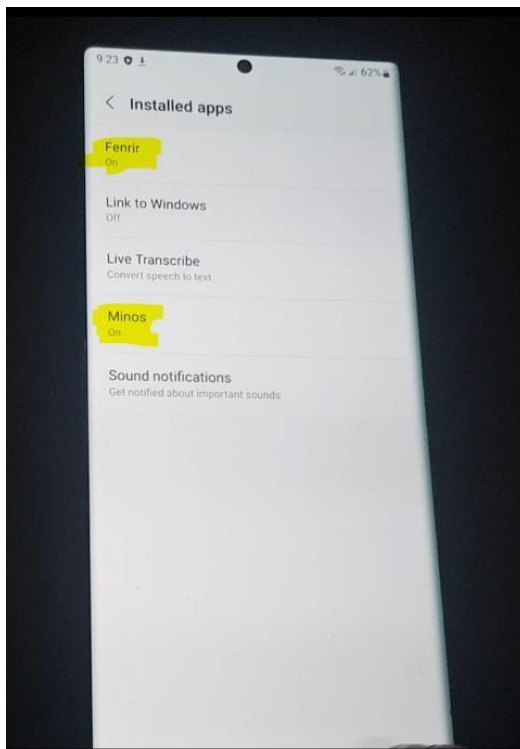 9:23
62%
Installed apps
Fenrir
On
Link to Windows
Off
Live Transcribe
Convert speech to text
Minos
On
Sound notifications
Get notified about important sounds